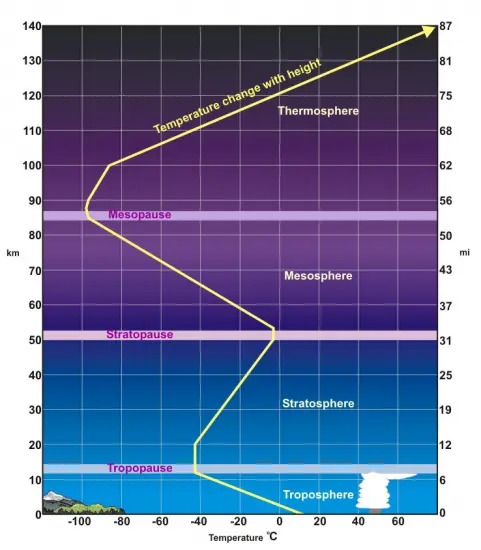 140 87
130 81
Temperature change with height
120 75
Thermosphere
110 68
100 62
90 56
Mesopause
80 50
km mi
70 43
Mesosphere
60 37
Stratopause
50 31
40 25
Stratosphere
30 19
20 12
Tropopause
10 6
Troposphere
0 0
-100 -80 -60 -40 -20 0 20 40 60
Temperature °C